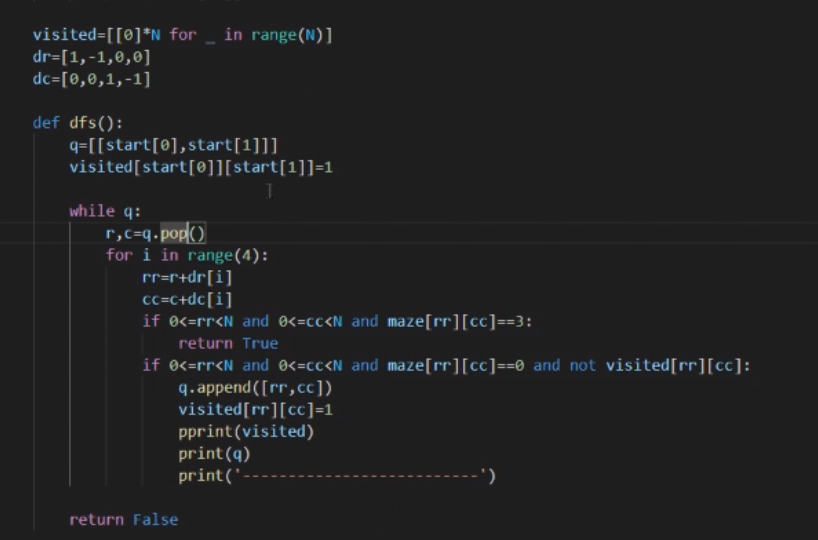 visited=[[0]*N for _ in range(N)]
dr=[1,-1,0,0]
dc=[0,0,1,-1]
def dfs():
q=[[start[0],start[1]]]
visited[start[0]][start[1]]=1
while q:
r,c=q.pop()
for i in range(4):
rr=r+dr[i]
cc=c+dc[i]
if 0<=rr<N and 0<=cc<N and maze[rr][cc]==3:
return True
if 0<=rr<N and 0<=cc<N and maze[rr][cc]==0 and not visited[rr][cc]:
q.append([rr,cc])
visited[rr][cc]=1
pprint(visited)
print(q)
print('--------------------------')
return False